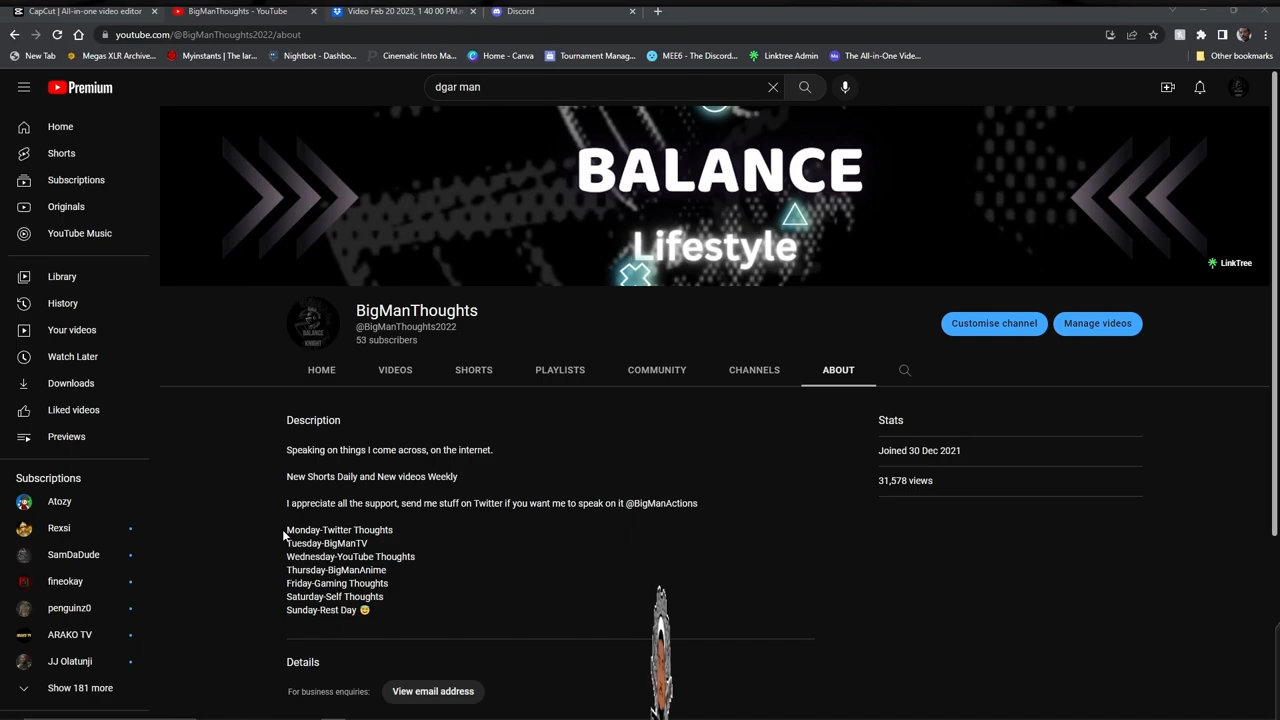 CapCut | All-in-one video editor
BigManThoughts - YouTube
Video Feb 20 2023, 1 40 00 PM
Discord
youtube.com/@BigManThoughts2022/about
New Tab
Megas XLR Archive...
Myinstants | The lar...
Nightbot - Dashbo...
Cinematic Intro Ma...
Home - Canva
Tournament Manag...
MEE6 - The Discord...
Linktree Admin
The All-in-One Vide...
Other bookmarks
Premium
dgar man
Home
Shorts
Subscriptions
Originals
YouTube Music
Library
History
Your videos
Watch Later
Downloads
Liked videos
Previews
Subscriptions
Atozy
Rexsi
SamDaDude
fineokay
penguinz0
ARAKO TV
JJ Olatunji
Show 181 more
BALANCE
Lifestyle
LinkTree
BALANCE
KNIGHT
BigManThoughts
@BigManThoughts2022
53 subscribers
Customise channel
Manage videos
HOME
VIDEOS
SHORTS
PLAYLISTS
COMMUNITY
CHANNELS
ABOUT
Description
Speaking on things I come across, on the internet.
New Shorts Daily and New videos Weekly
I appreciate all the support, send me stuff on Twitter if you want me to speak on it @BigManActions
Monday-Twitter Thoughts
Tuesday-BigManTV
Wednesday-YouTube Thoughts
Thursday-BigManAnime
Friday-Gaming Thoughts
Saturday-Self Thoughts
Sunday-Rest Day 😅
Details
For business enquiries:
View email address
Stats
Joined 30 Dec 2021
31,578 views